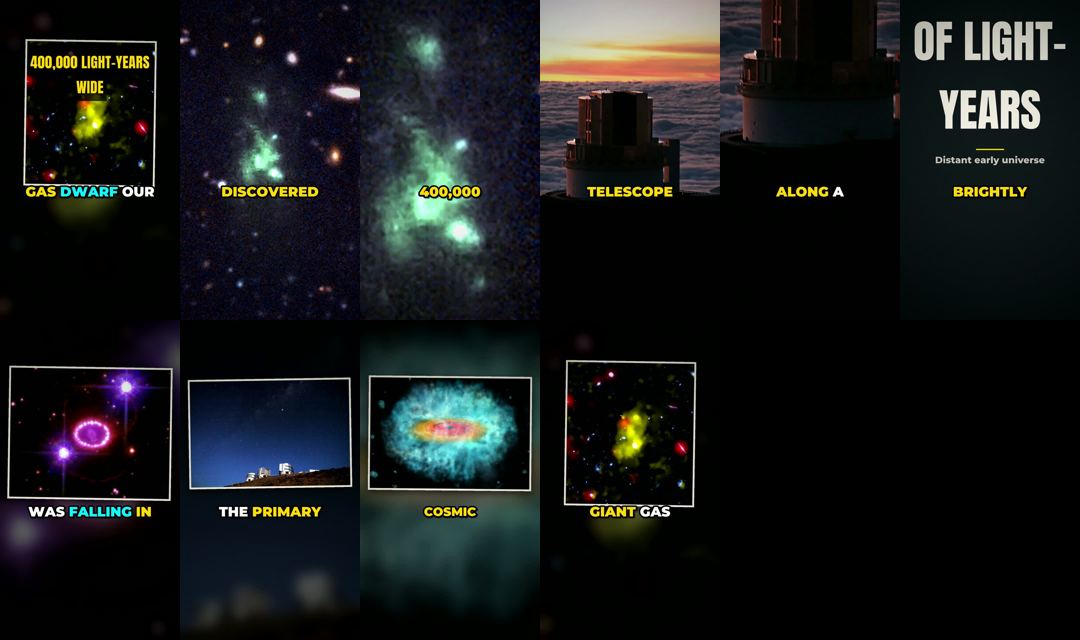 400,000 LIGHT-YEARS
WIDE
GAS DWARF OUR
DISCOVERED
400,000
TELESCOPE
ALONG A
OF LIGHT-
YEARS
Distant early universe
BRIGHTLY
WAS FALLING IN
THE PRIMARY
COSMIC
GIANT GAS